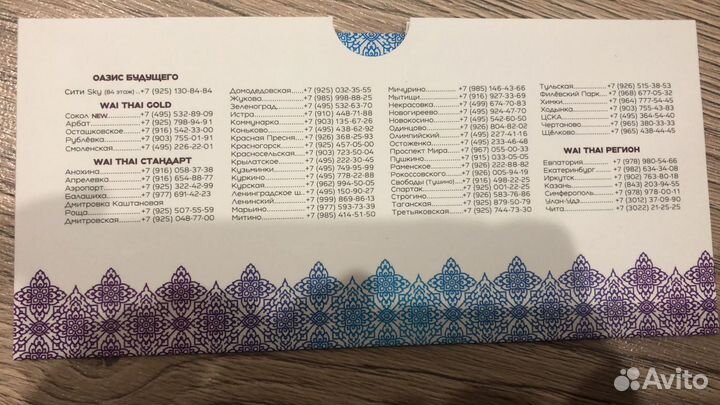 ОАЗИС БУДУЩЕГО
Сити Sky (84 этаж) ....+7 (925) 130-84-84
WAI THAI GOLD
Сокол NEW....+7 (495) 532-89-09
Арбат....+7 (925) 798-94-91
Осташковское....+7 (916) 542-33-00
Рублёвка....+7 (903) 755-01-91
Смоленская....+7 (495) 226-22-01
WAI THAI СТАНДАРТ
Анохина....+7 (916) 058-37-38
Апрелевка....+7 (916) 654-88-77
Аэропорт....+7 (925) 322-42-99
Балашиха....+7 (977) 691-42-23
Дмитровка Каштановая
Роща....+7 (925) 507-55-59
Дмитровская....+7 (925) 048-77-00
Домодедовская....+7 (925) 032-35-55
Жуково....+7 (985) 998-88-25
Зеленоград....+7 (495) 532-63-70
Истра....+7 (910) 448-71-88
Коммунарка....+7 (903) 135-67-26
Коньково....+7 (495) 438-62-92
Красная Пресня....+7 (926) 368-25-93
Красногорск....+7 (925) 457-05-00
Красносельская....+7 (903) 723-50-04
Крылатское....+7 (495) 222-30-45
Кузьминки....+7 (495) 749-95-99
Куркино....+7 (495) 778-22-77
Курская....+7 (962) 994-50-05
Ленинградское ш....+7 (495) 150-90-27
Ленинский....+7 (999) 869-86-13
Марьино....+7 (977) 593-73-39
Митино....+7 (985) 414-51-50
Мичурино....+7 (985) 146-43-66
Мытищи....+7 (916) 927-33-69
Некрасовка....+7 (499) 674-70-83
Новогиреево....+7 (495) 924-47-70
Новокосино....+7 (495) 542-60-50
Одинцово....+7 (926) 804-82-02
Олимпийский....+7 (495) 227-41-16
Остоженка....+7 (495) 233-46-48
Проспект Мира....+7 (967) 055-00-33
Пушкино....+7 (915) 033-05-05
Раменское....+7 (926) 222-88-82
Рокоссовского....+7 (926) 005-94-19
Свободы (Тушино)....+7 (916) 498-22-25
Спартак....+7 (925) 001-22-25
Строгино....+7 (926) 583-76-86
Таганская....+7 (925) 879-50-79
Третьяковская....+7 (925) 744-73-30
Тульская....+7 (926) 515-38-53
Филёвский Парк....+7 (968) 677-05-32
Химки....+7 (964) 777-54-45
Ходынка....+7 (903) 755-43-83
ЦСКА....+7 (495) 364-54-40
Чертаново....+7 (965) 380-33-33
Щёлково....+7 (965) 438-44-45
WAI THAI РЕГИОН
Евпатория....+7 (978) 980-54-66
Екатеринбург....+7 (982) 634-34-08
Иркутск....+7 (902) 763-80-18
Казань....+7 (843) 203-94-55
Симферополь....+7 (978) 978-00-11
Улан-Удэ....+7 (3012) 37-09-90
Чита....+7 (3022) 21-25-25
Avito